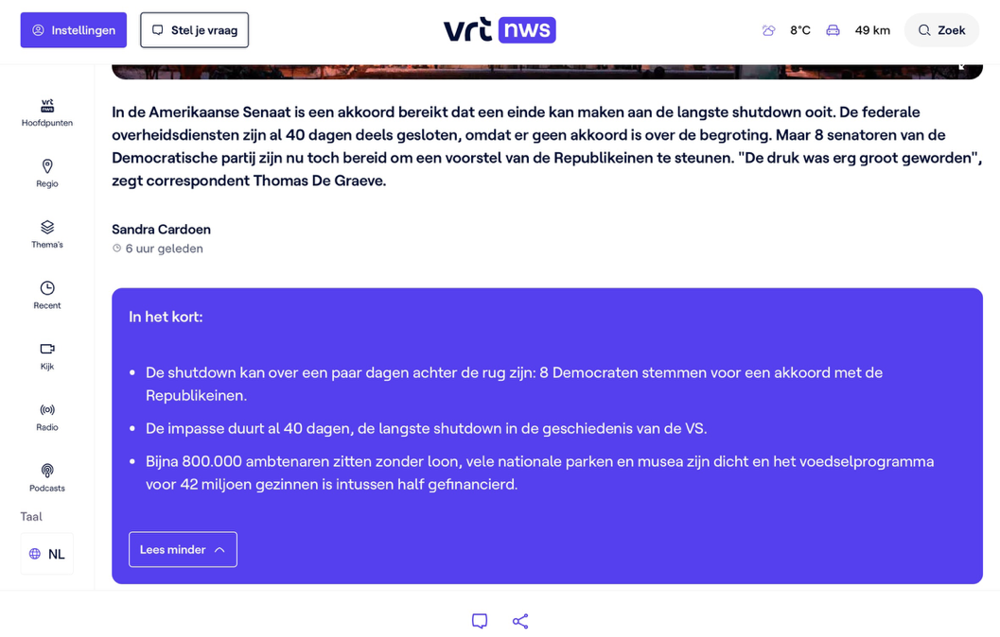 Instellingen
Stel je vraag
vrt nws
8°C
49 km
Zoek
vrt nws
Hoofdpunten
Regio
Thema's
Recent
Kijk
Radio
Podcasts
Taal
NL
In de Amerikaanse Senaat is een akkoord bereikt dat een einde kan maken aan de langste shutdown ooit. De federale
overheidsdiensten zijn al 40 dagen deels gesloten, omdat er geen akkoord is over de begroting. Maar 8 senatoren van de
Democratische partij zijn nu toch bereid om een voorstel van de Republikeinen te steunen. "De druk was erg groot geworden",
zegt correspondent Thomas De Graeve.
Sandra Cardoen
6 uur geleden
In het kort:
• De shutdown kan over een paar dagen achter de rug zijn: 8 Democraten stemmen voor een akkoord met de
Republikeinen.
• De impasse duurt al 40 dagen, de langste shutdown in de geschiedenis van de VS.
• Bijna 800.000 ambtenaren zitten zonder loon, vele nationale parken en musea zijn dicht en het voedselprogramma
voor 42 miljoen gezinnen is intussen half gefinancierd.
Lees minder